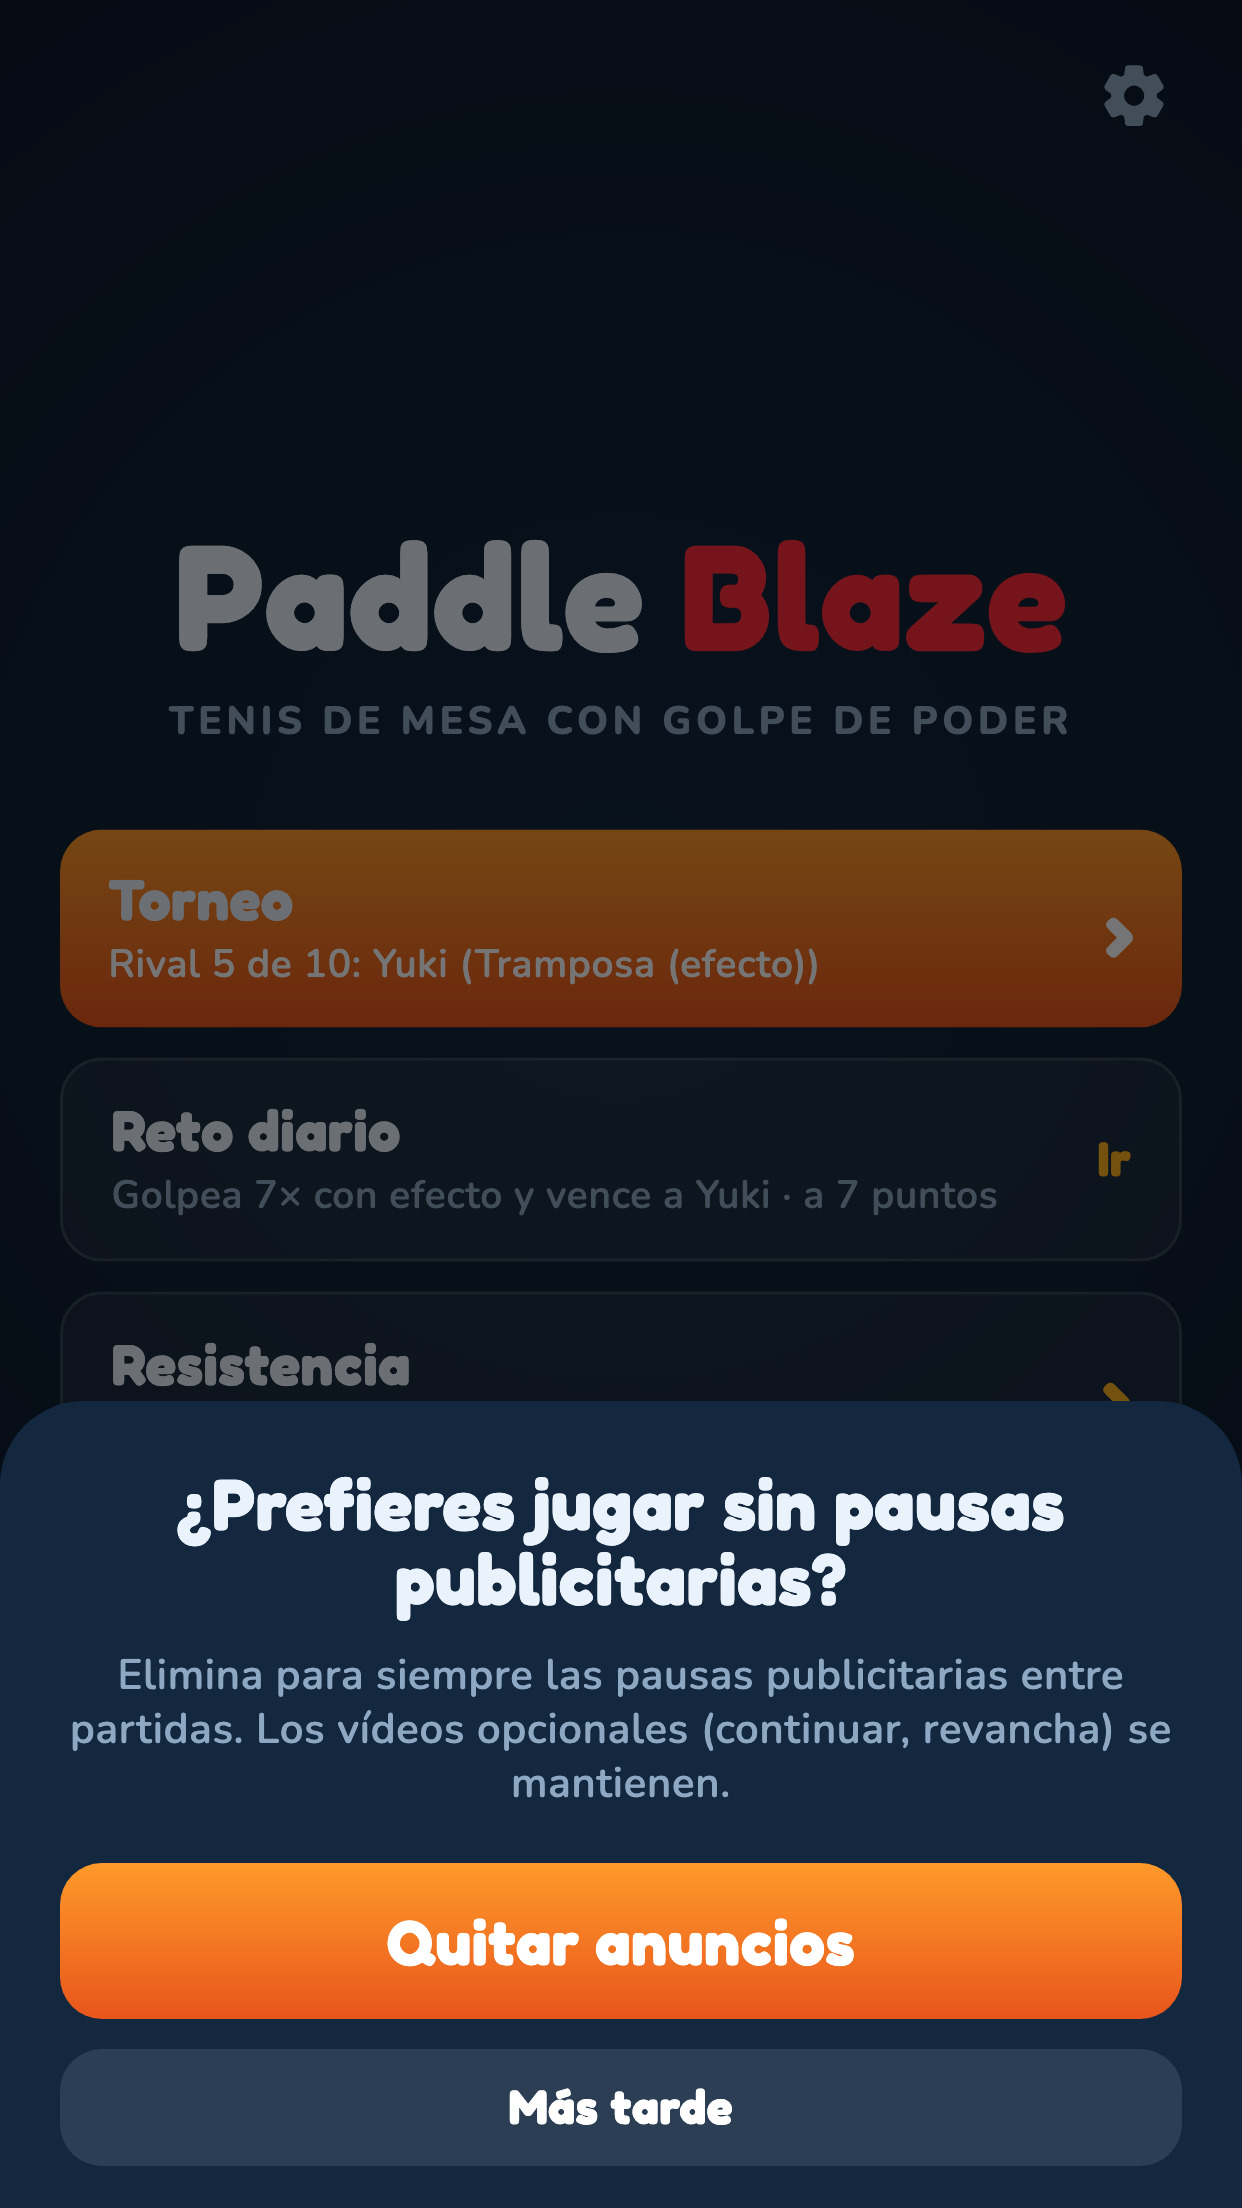 Paddle Blaze
TENIS DE MESA CON GOLPE DE PODER
Torneo
Rival 5 de 10: Yuki (Tramposa (efecto))
Reto diario
Golpea 7× con efecto y vence a Yuki · a 7 puntos
Ir
Resistencia
¿Prefieres jugar sin pausas
publicitarias?
Elimina para siempre las pausas publicitarias entre
partidas. Los vídeos opcionales (continuar, revancha) se
mantienen.
Quitar anuncios
Más tarde